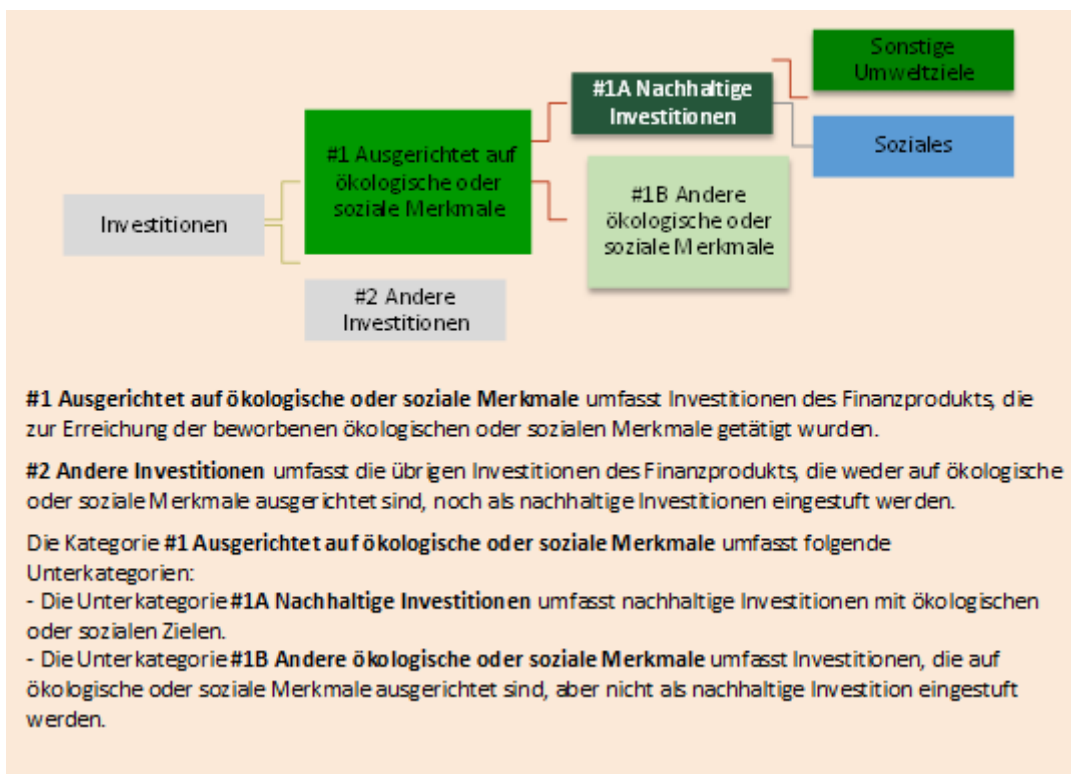 Sonstige
Umweltziele
#1A Nachhaltige
Investitionen
Soziales
#1 Ausgerichtet auf
ökologische oder
soziale Merkmale
#1B Andere
ökologische oder
soziale Merkmale
Investitionen
#2 Andere
Investitionen
#1 Ausgerichtet auf ökologische oder soziale Merkmale umfasst Investitionen des Finanzprodukts, die
zur Erreichung der beworbenen ökologischen oder sozialen Merkmale getätigt wurden.
#2 Andere Investitionen umfasst die übrigen Investitionen des Finanzprodukts, die weder auf ökologische
oder soziale Merkmale ausgerichtet sind, noch als nachhaltige Investitionen eingestuft werden.
Die Kategorie #1 Ausgerichtet auf ökologische oder soziale Merkmale umfasst folgende
Unterkategorien:
- Die Unterkategorie #1A Nachhaltige Investitionen umfasst nachhaltige Investitionen mit ökologischen
oder sozialen Zielen.
- Die Unterkategorie #1B Andere ökologische oder soziale Merkmale umfasst Investitionen, die auf
ökologische oder soziale Merkmale ausgerichtet sind, aber nicht als nachhaltige Investition eingestuft
werden.